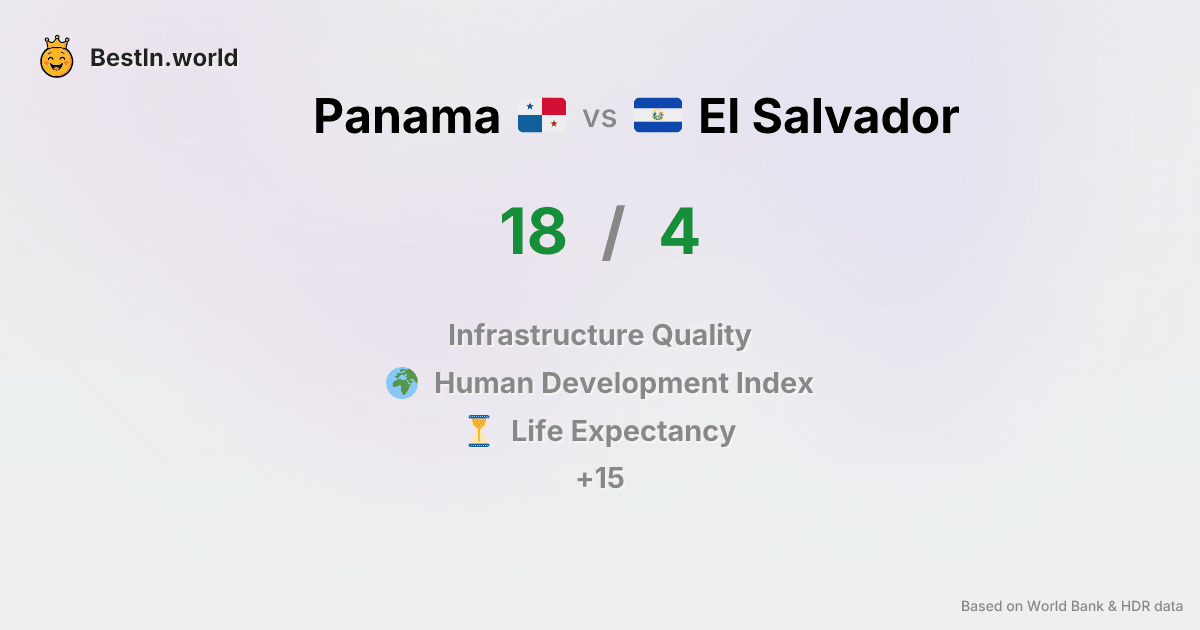 BestIn.world
Panama vs El Salvador
18 / 4
Infrastructure Quality
Human Development Index
Life Expectancy
+15
Based on World Bank & HDR data